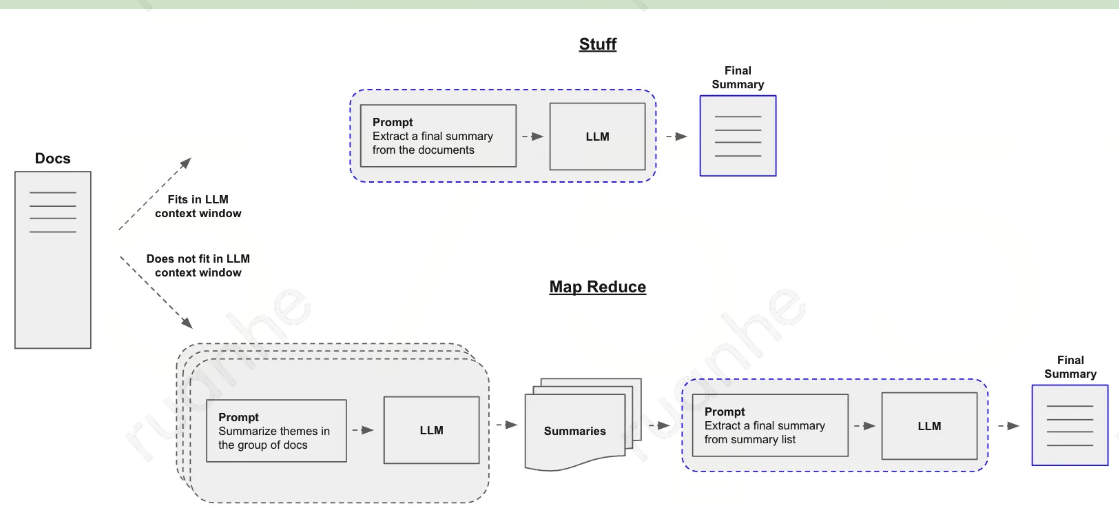 Stuff
Final
Summary
Prompt
Extract a final summary
from the documents
LLM
Docs
Fits in LLM
context window
Does not fit in LLM
context window
Map Reduce
Final
Summary
Prompt
Summarize themes in
the group of docs
LLM
Summaries
Prompt
Extract a final summary
from summary list
LLM
ruanhe
ruanhe